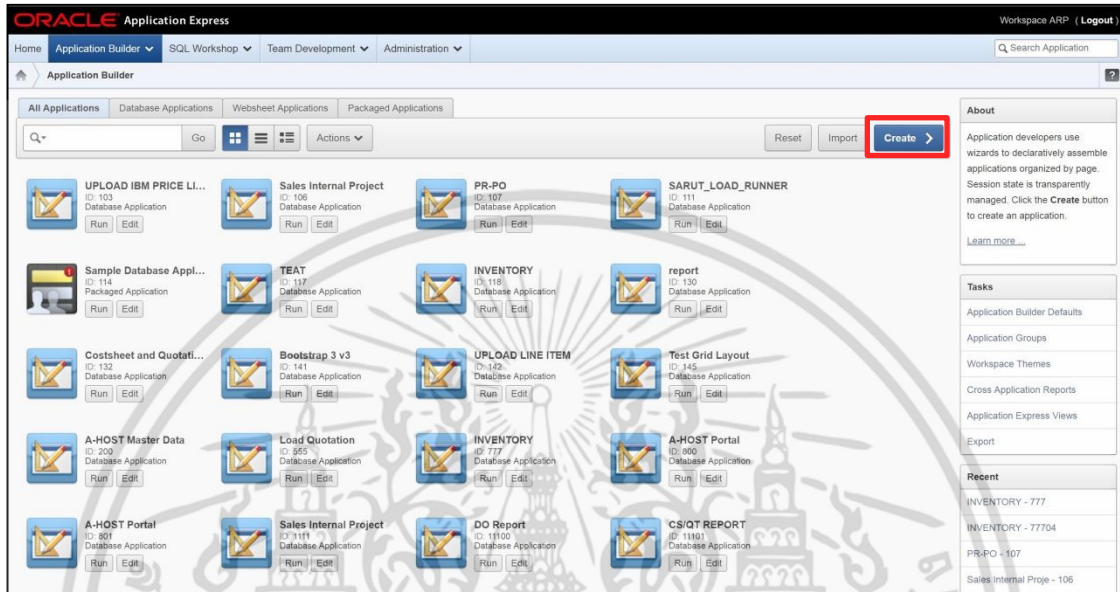 ORACLE Application Express
Workspace ARP ( Logout )
Home Application Builder SQL Workshop Team Development Administration
Search Application
Application Builder
?
All Applications Database Applications Websheet Applications Packaged Applications
Go Actions Reset Import Create
UPLOAD IBM PRICE LI...
ID: 103
Database Application
Run Edit
Sales Internal Project
ID: 106
Database Application
Run Edit
PR-PO
ID: 107
Database Application
Run Edit
SARUT_LOAD_RUNNER
ID: 111
Database Application
Run Edit
Sample Database Appl...
ID: 114
Packaged Application
Run Edit
TEAT
ID: 117
Database Application
Run Edit
INVENTORY
ID: 118
Database Application
Run Edit
report
ID: 130
Database Application
Run Edit
Costsheet and Quotati...
ID: 132
Database Application
Run Edit
Bootstrap 3 v3
ID: 141
Database Application
Run Edit
UPLOAD LINE ITEM
ID: 142
Database Application
Run Edit
Test Grid Layout
ID: 145
Database Application
Run Edit
A-HOST Master Data
ID: 200
Database Application
Run Edit
Load Quotation
ID: 555
Database Application
Run Edit
INVENTORY
ID: 777
Database Application
Run Edit
A-HOST Portal
ID: 800
Database Application
Run Edit
A-HOST Portal
ID: 801
Database Application
Run Edit
Sales Internal Project
ID: 1111
Database Application
Run Edit
DO Report
ID: 11100
Database Application
Run Edit
CS/QT REPORT
ID: 11101
Database Application
Run Edit
About
Application developers use
wizards to declaratively assemble
applications organized by page.
Session state is transparently
managed. Click the Create button
to create an application.
Learn more ...
Tasks
Application Builder Defaults
Application Groups
Workspace Themes
Cross Application Reports
Application Express Views
Export
Recent
INVENTORY - 777
INVENTORY - 77704
PR-PO - 107
Sales Internal Proje - 106